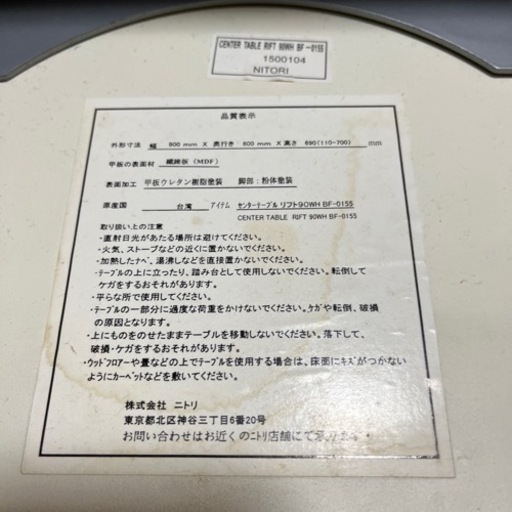 CENTER TABLE RIFT 90WH BF-0155
1500104
NITORI
品質表示
外形寸法 幅 900 mm X 奥行き 600 mm X 高さ 690(110-700) mm
甲板の表面材 繊維板 (MDF)
表面加工 甲板ウレタン樹脂塗装 脚部:粉体塗装
原産国 台湾 アイテム センターテーブル リフト90WH BF-0155
CENTER TABLE RIFT 90WH BF-0155
取り扱い上の注意
・直射日光があたる場所は避けてください。
・火気、ストーブなどの近くに置かないでください。
・加熱したナベ、湯沸しなどを直接置かないでください。
・テーブルの上に立ったり、踏み台として使用しないでください。転倒して
ケガをするおそれがあります。
・平らな所で使用してください。
・テーブルの一部分に過度な荷重をかけないでください。ケガや転倒、破損
の原因となります。
・上にものをのせたままテーブルを移動しないでください。落下して、
破損・ケガをするおそれがあります。
・ウッドフロアーや畳などの上でテーブルを使用する場合は、床面にキズがつかない
ようにカーペットなどを敷いてください。
株式会社 ニトリ
東京都北区神谷三丁目6番20号
お問い合わせはお近くのニトリ店舗にて